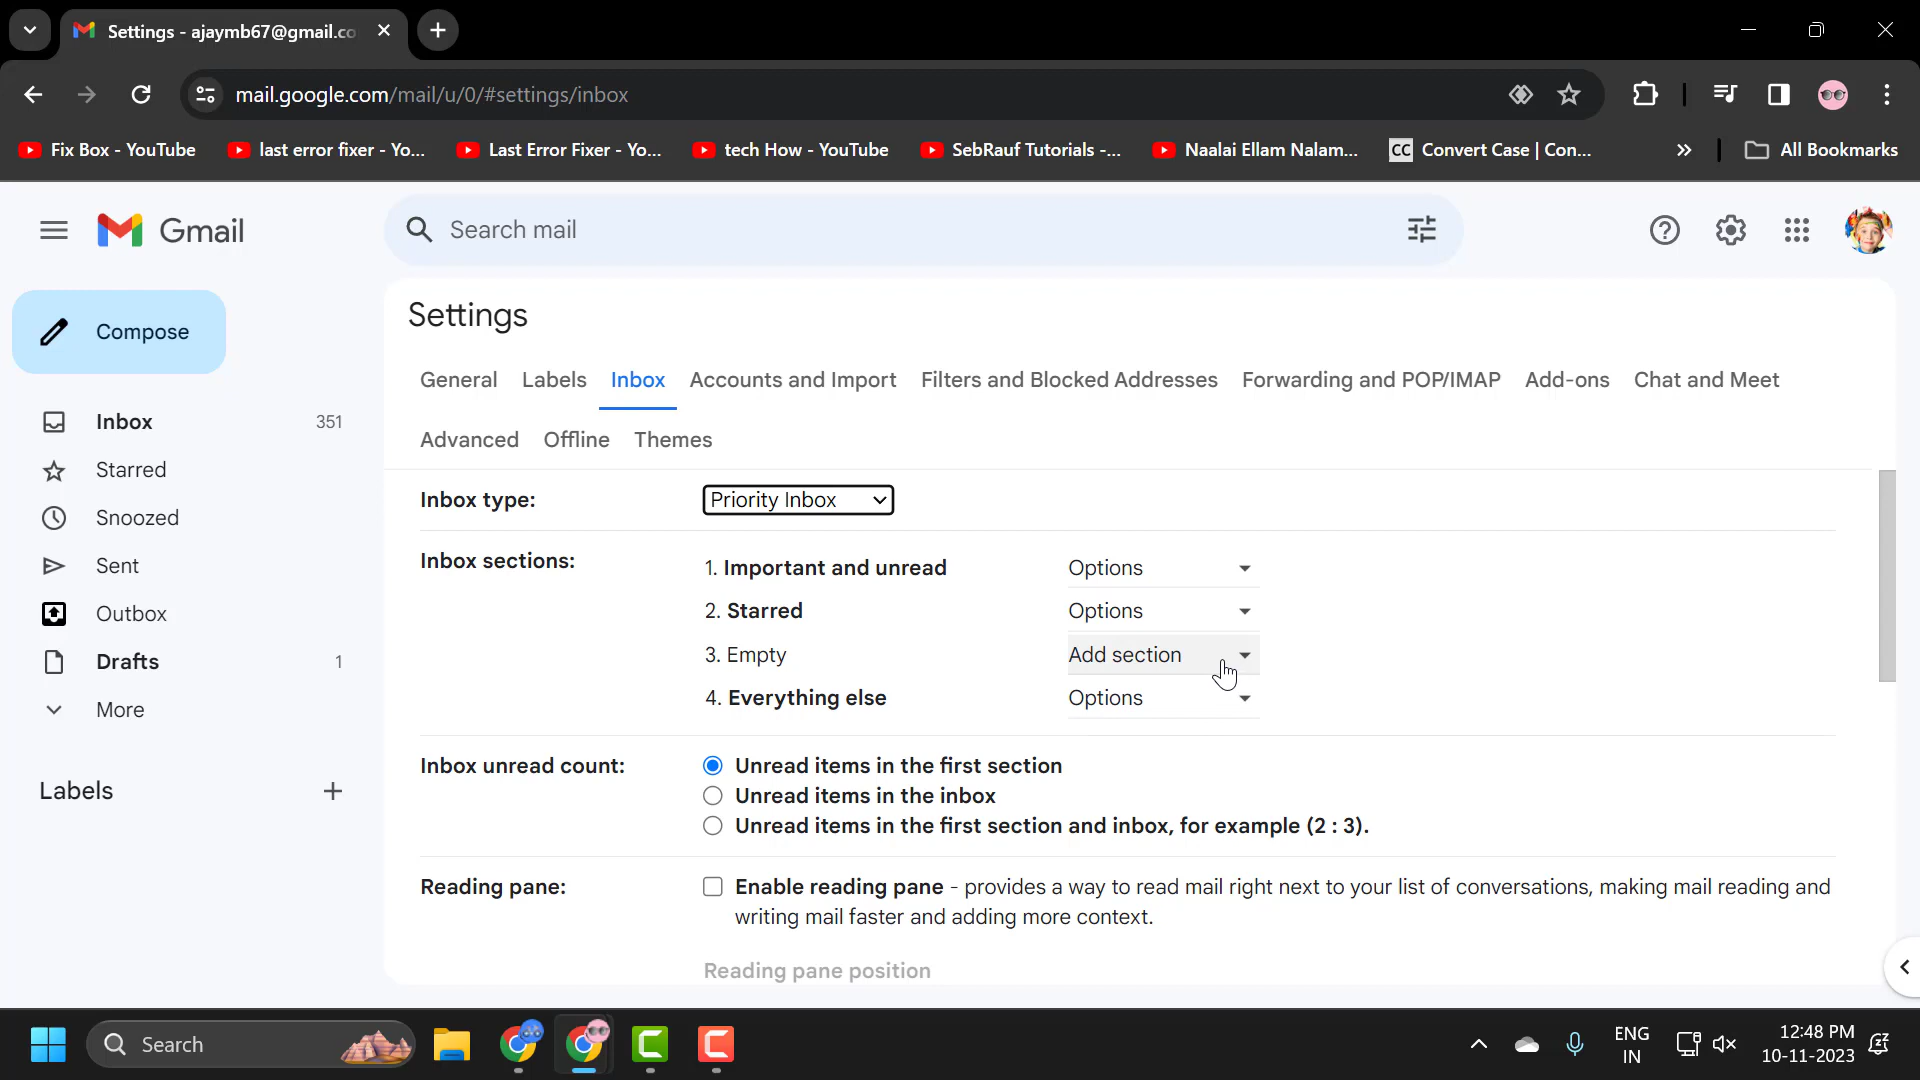 Settings - ajaymb67@gmail.co
mail.google.com/mail/u/0/#settings/inbox
Fix Box - YouTube
last error fixer - Yo...
Last Error Fixer - Yo...
tech How - YouTube
SebRauf Tutorials -...
Naalai Ellam Nalam...
CC Convert Case | Con...
All Bookmarks
Gmail
Search mail
Compose
Inbox 351
Starred
Snoozed
Sent
Outbox
Drafts 1
More
Labels
Settings
General Labels Inbox Accounts and Import Filters and Blocked Addresses Forwarding and POP/IMAP Add-ons Chat and Meet
Advanced Offline Themes
Inbox type: Priority Inbox
Inbox sections:
1. Important and unread Options
2. Starred Options
3. Empty Add section
4. Everything else Options
Inbox unread count:
Unread items in the first section
Unread items in the inbox
Unread items in the first section and inbox, for example (2 : 3).
Reading pane:
Enable reading pane - provides a way to read mail right next to your list of conversations, making mail reading and
writing mail faster and adding more context.
Reading pane position
Search
ENG
IN
12:48 PM
10-11-2023